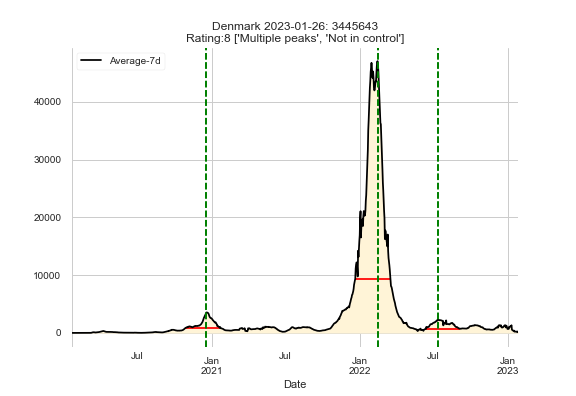 Denmark 2023-01-26: 3445643
Rating:8 ['Multiple peaks', 'Not in control']
Average-7d
40000
30000
20000
10000
0
Jul
Jan
2021
Jul
Jan
2022
Jul
Jan
2023
Date